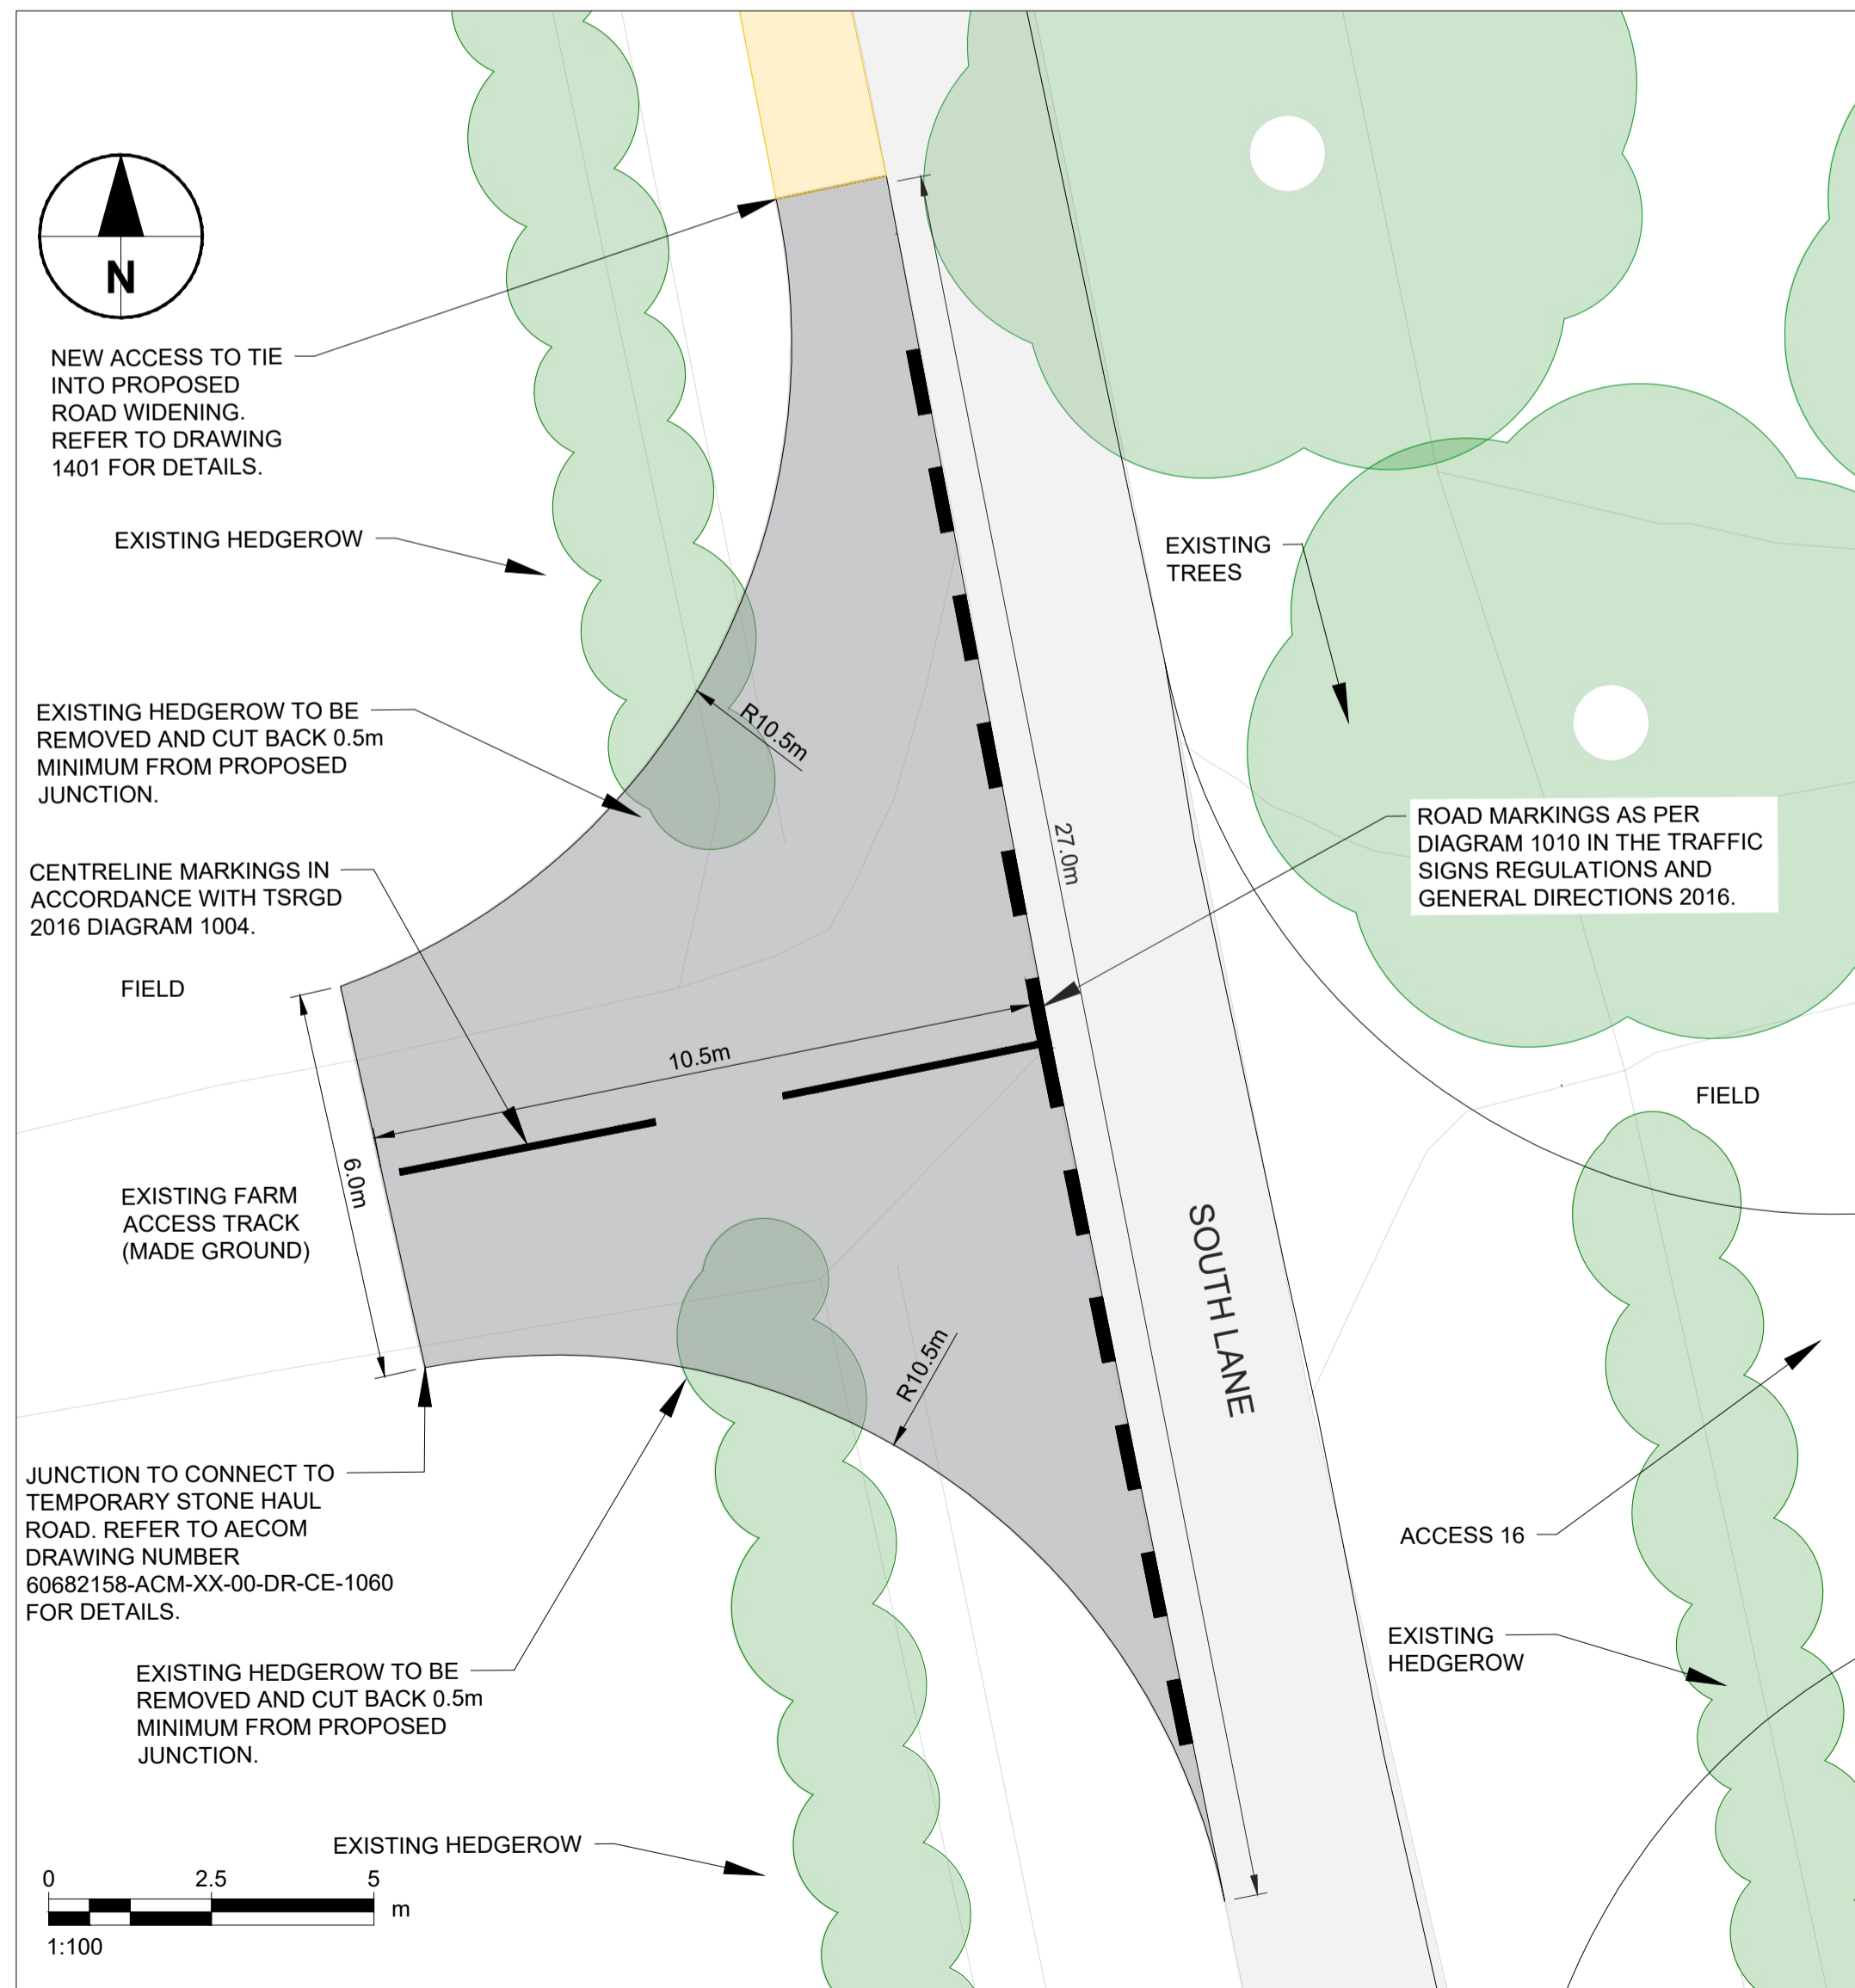 N
NEW ACCESS TO TIE
INTO PROPOSED
ROAD WIDENING.
REFER TO DRAWING
1401 FOR DETAILS.
EXISTING HEDGEROW
EXISTING
TREES
EXISTING HEDGEROW TO BE
REMOVED AND CUT BACK 0.5m
MINIMUM FROM PROPOSED
JUNCTION.
R10.5m
27.0m
ROAD MARKINGS AS PER
DIAGRAM 1010 IN THE TRAFFIC
SIGNS REGULATIONS AND
GENERAL DIRECTIONS 2016.
CENTRELINE MARKINGS IN
ACCORDANCE WITH TSRGD
2016 DIAGRAM 1004.
FIELD
10.5m
FIELD
6.0m
EXISTING FARM
ACCESS TRACK
(MADE GROUND)
SOUTH LANE
R10.5m
JUNCTION TO CONNECT TO
TEMPORARY STONE HAUL
ROAD. REFER TO AECOM
DRAWING NUMBER
60682158-ACM-XX-00-DR-CE-1060
FOR DETAILS.
ACCESS 16
EXISTING
HEDGEROW
EXISTING HEDGEROW TO BE
REMOVED AND CUT BACK 0.5m
MINIMUM FROM PROPOSED
JUNCTION.
EXISTING HEDGEROW
0 2.5 5
m
1:100